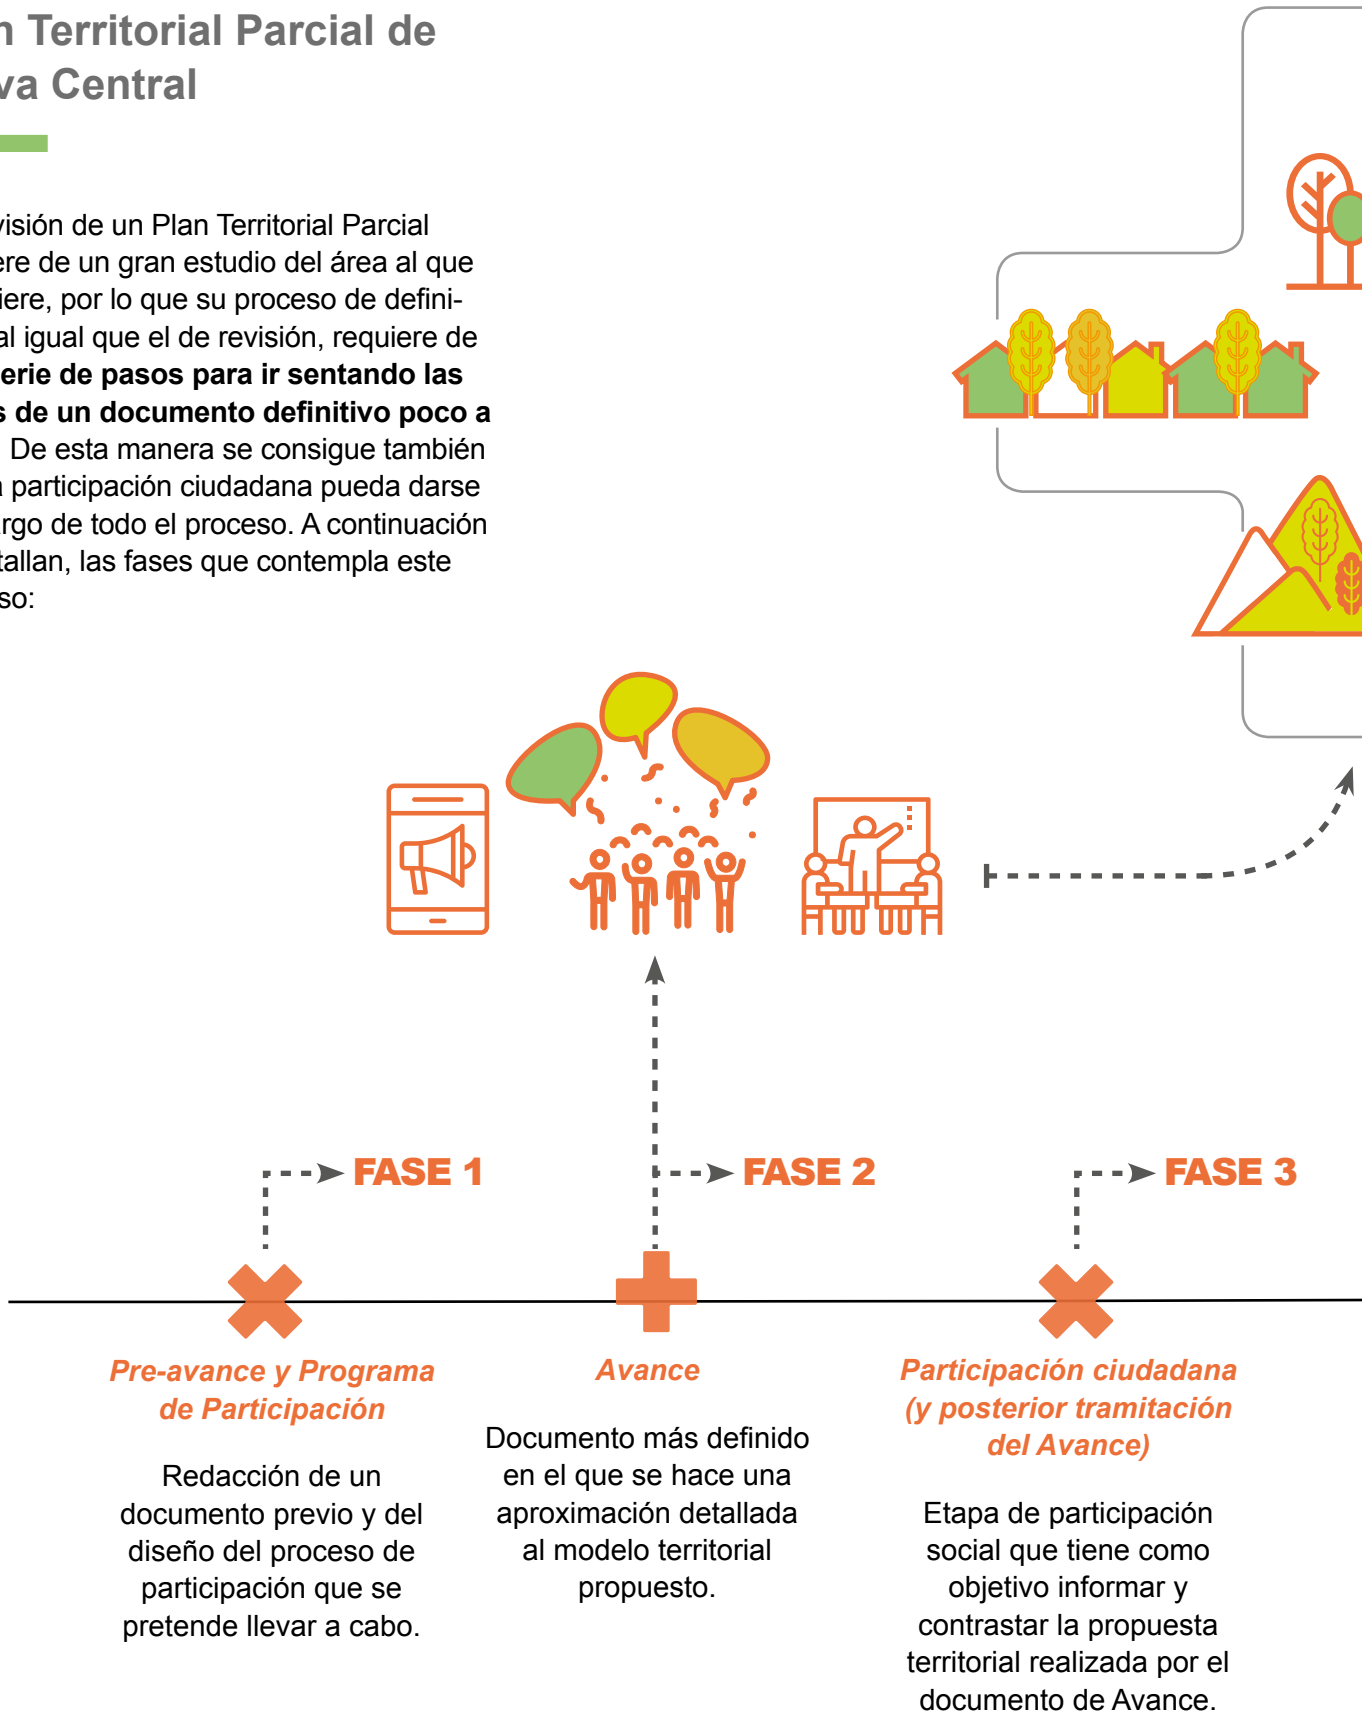 n Territorial Parcial de
va Central
visión de un Plan Territorial Parcial
ere de un gran estudio del área al que
iere, por lo que su proceso de defini-
al igual que el de revisión, requiere de
erie de pasos para ir sentando las
s de un documento definitivo poco a
. De esta manera se consigue también
a participación ciudadana pueda darse
rgo de todo el proceso. A continuación
tallan, las fases que contempla este
so:
FASE 1
FASE 2
FASE 3
Pre-avance y Programa
de Participación
Redacción de un
documento previo y del
diseño del proceso de
participación que se
pretende llevar a cabo.
Avance
Documento más definido
en el que se hace una
aproximación detallada
al modelo territorial
propuesto.
Participación ciudadana
(y posterior tramitación
del Avance)
Etapa de participación
social que tiene como
objetivo informar y
contrastar la propuesta
territorial realizada por el
documento de Avance.